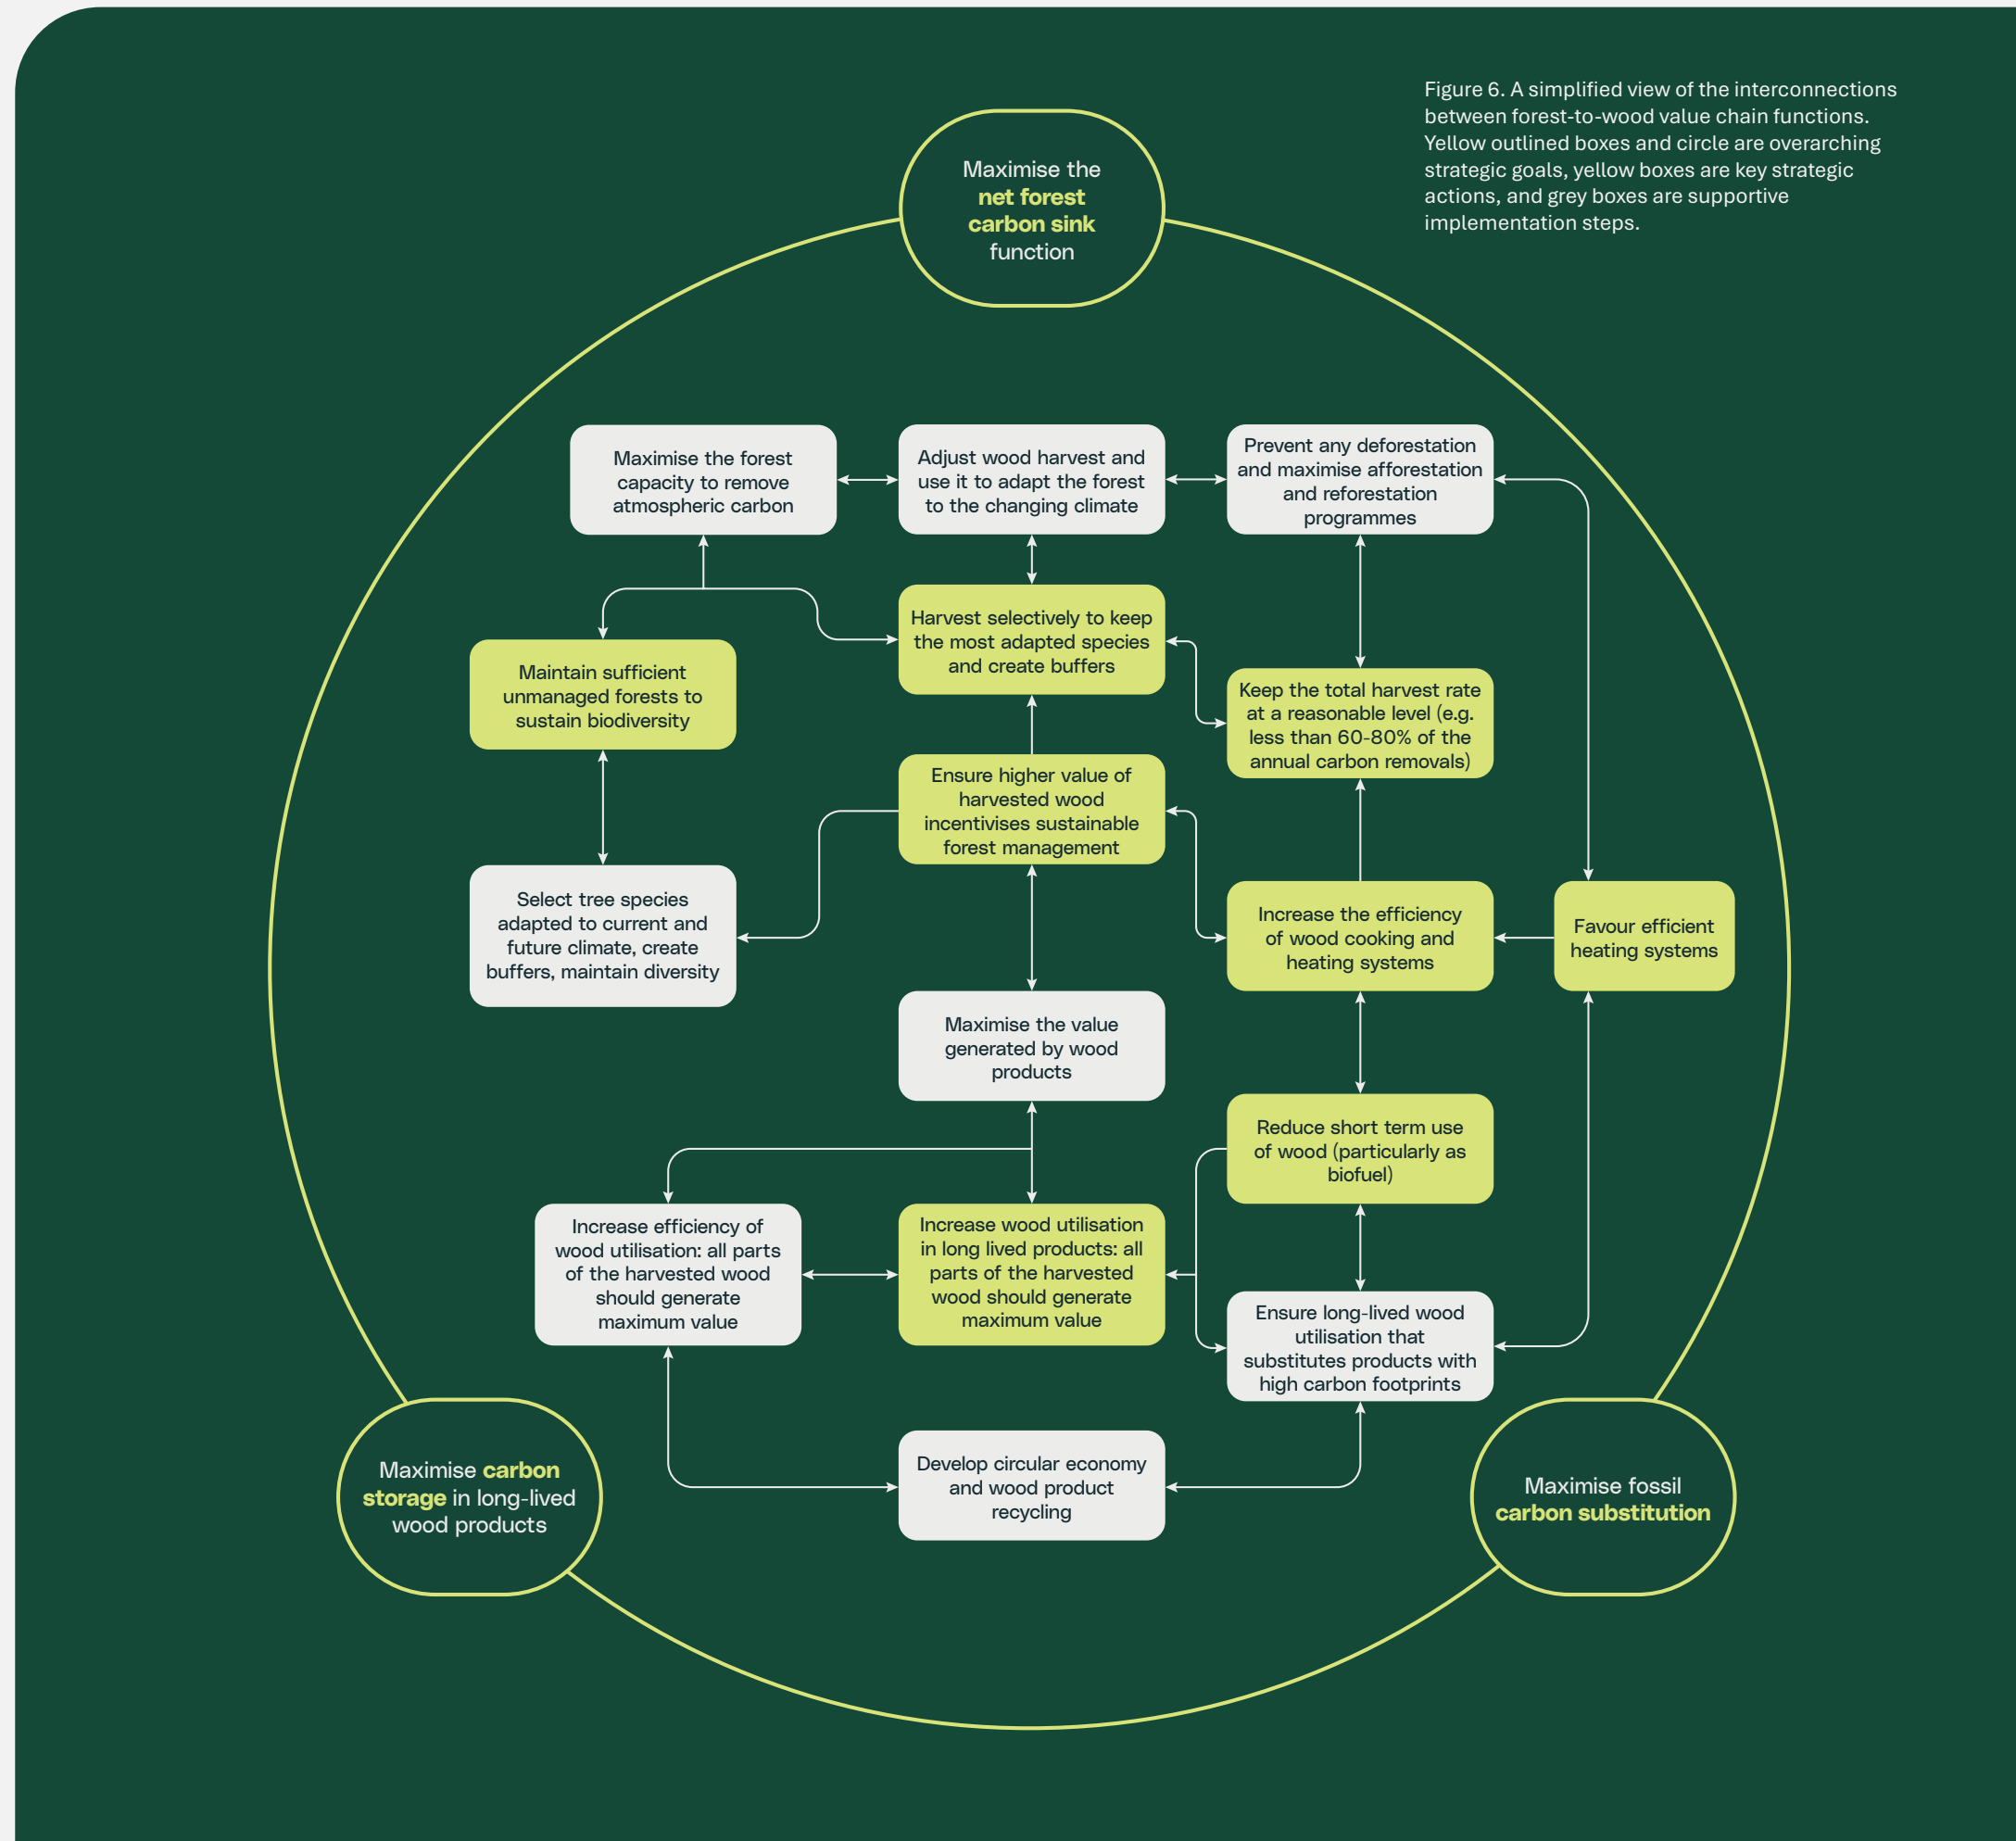 Figure 6. A simplified view of the interconnections
between forest-to-wood value chain functions.
Yellow outlined boxes and circle are overarching
strategic goals, yellow boxes are key strategic
actions, and grey boxes are supportive
implementation steps.
Maximise the
net forest
carbon sink
function
Maximise the forest
capacity to remove
atmospheric carbon
Adjust wood harvest and
use it to adapt the forest
to the changing climate
Prevent any deforestation
and maximise afforestation
and reforestation
programmes
Harvest selectively to keep
the most adapted species
and create buffers
Maintain sufficient
unmanaged forests to
sustain biodiversity
Keep the total harvest rate
at a reasonable level (e.g.
less than 60-80% of the
annual carbon removals)
Ensure higher value of
harvested wood
incentivises sustainable
forest management
Select tree species
adapted to current and
future climate, create
buffers, maintain diversity
Increase the efficiency
of wood cooking and
heating systems
Favour efficient
heating systems
Maximise the value
generated by wood
products
Reduce short term use
of wood (particularly as
biofuel)
Increase efficiency of
wood utilisation: all parts
of the harvested wood
should generate
maximum value
Increase wood utilisation
in long lived products: all
parts of the harvested
wood should generate
maximum value
Ensure long-lived wood
utilisation that
substitutes products with
high carbon footprints
Develop circular economy
and wood product
recycling
Maximise carbon
storage in long-lived
wood products
Maximise fossil
carbon substitution